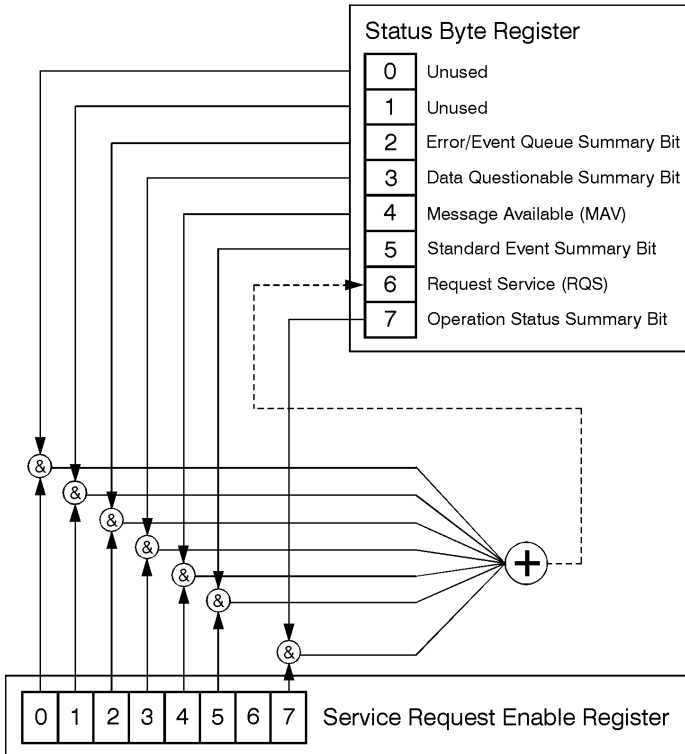 Status Byte Register
0 Unused
1 Unused
2 Error/Event Queue Summary Bit
3 Data Questionable Summary Bit
4 Message Available (MAV)
5 Standard Event Summary Bit
6 Request Service (RQS)
7 Operation Status Summary Bit
&
&
&
&
&
&
&
+
0 1 2 3 4 5 6 7 Service Request Enable Register